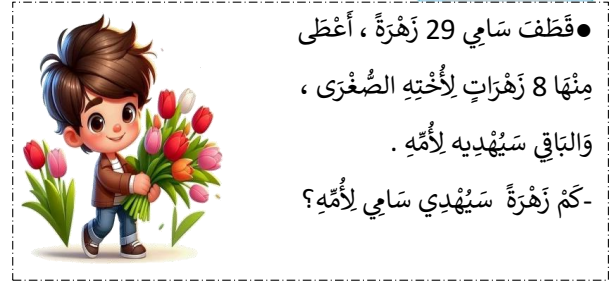 ●قَطَفَ سَامِي 29 زَهْرَةً ، أَعْطَى
مِنْهَا 8 زَهْرَاتٍ لِأُخْتِهِ الصُّغْرَى ،
وَالبَاقِي سَيُهْدِيه لِأُمِّهِ .
-كَمْ زَهْرَةً سَيُهْدِي سَامِي لِأُمِّهِ؟